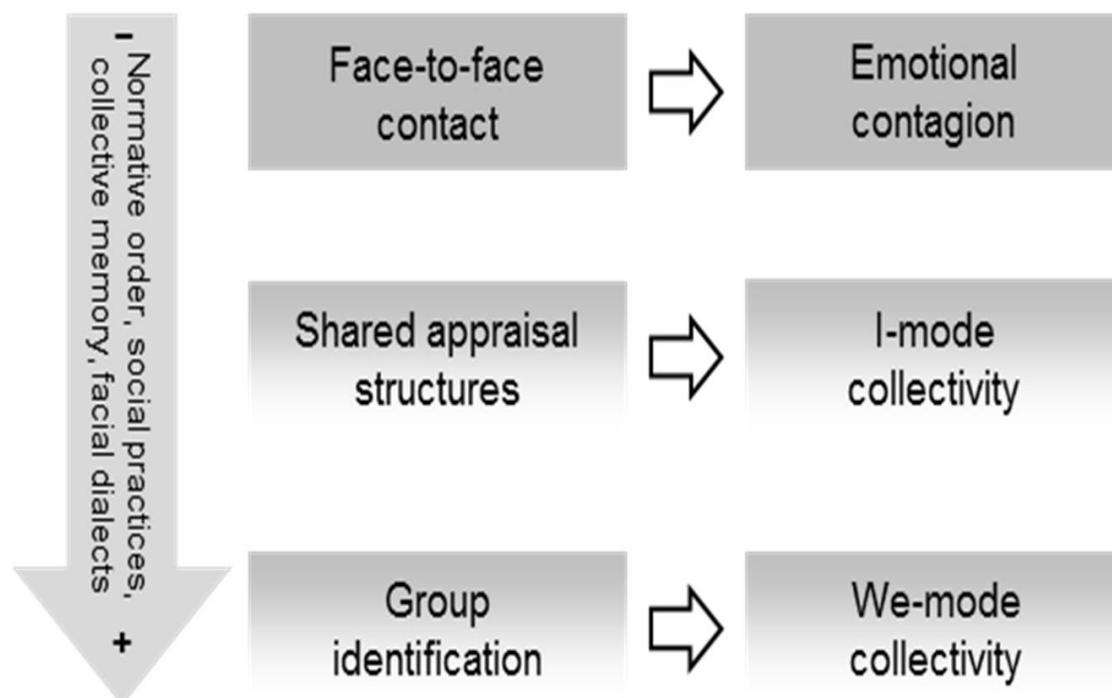 - Normative order, social practices,
collective memory, facial dialects +
Face-to-face
contact
Emotional
contagion
Shared appraisal
structures
I-mode
collectivity
Group
identification
We-mode
collectivity